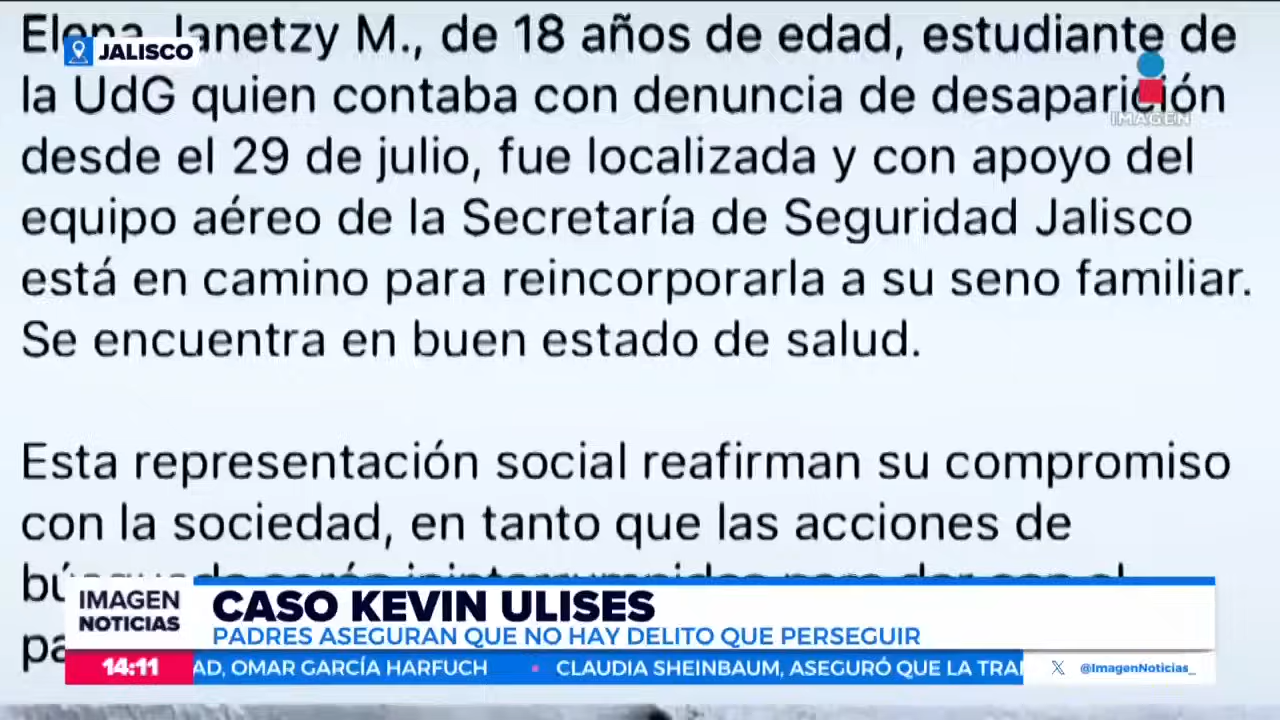 Elena Janetzy M., de 18 años de edad, estudiante de
JALISCO
la UdG quien contaba con denuncia de desaparición
IMAGEN
desde el 29 de julio, fue localizada y con apoyo del
equipo aéreo de la Secretaría de Seguridad Jalisco
está en camino para reincorporarla a su seno familiar.
Se encuentra en buen estado de salud.
Esta representación social reafirman su compromiso
con la sociedad, en tanto que las acciones de
IMAGEN
NOTICIAS
CASO KEVIN ULISES
PADRES ASEGURAN QUE NO HAY DELITO QUE PERSEGUIR
14:11
AD, OMAR GARCÍA HARFUCH • CLAUDIA SHEINBAUM, ASEGURÓ QUE LA TRA
@ImagenNoticias_